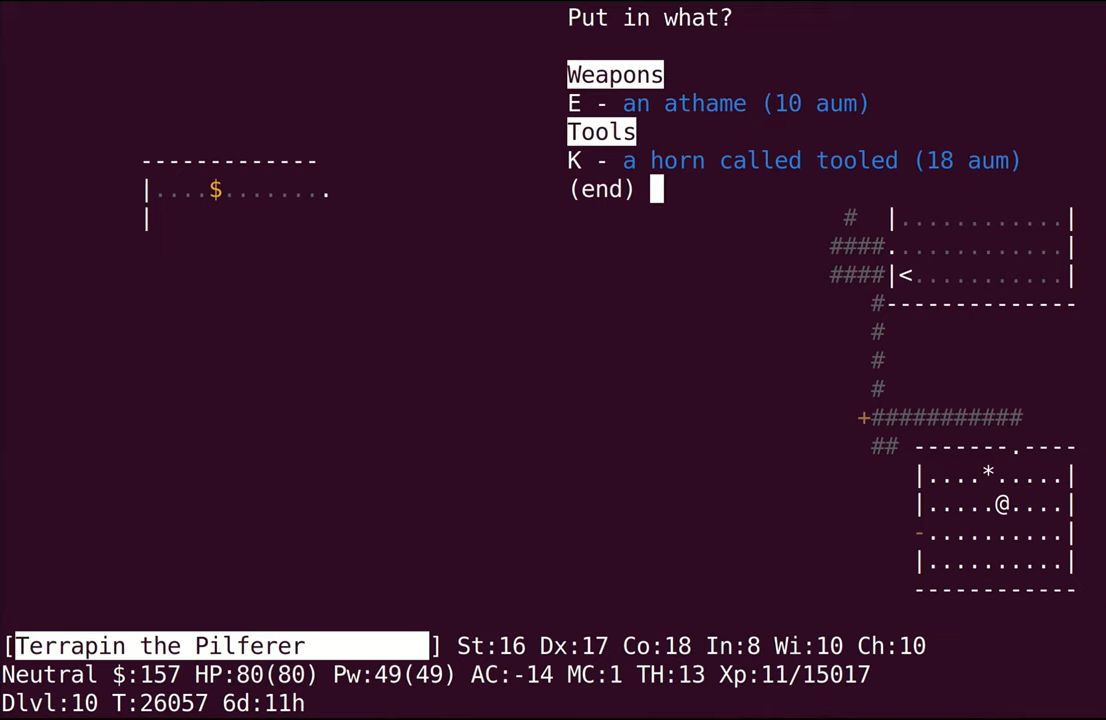 Put in what?
Weapons
E - an athame (10 aum)
-------------
Tools
|....$........
K - a horn called tooled (18 aum)
|
(end)
# |............|
####.............|
####|<...........|
#--------------
#
#
#
+###########
## -------.----
|....*.....|
|.....@....|
-..........|
|..........|
------------
[Terrapin the Pilferer ] St:16 Dx:17 Co:18 In:8 Wi:10 Ch:10
Neutral $:157 HP:80(80) Pw:49(49) AC:-14 MC:1 TH:13 Xp:11/15017
Dlvl:10 T:26057 6d:11h